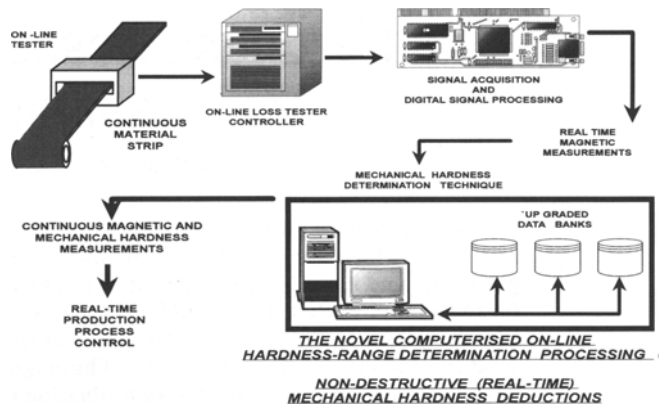 ON -LINE
TESTER
CONTINUOUS
MATERIAL
STRIP
ON-LINE LOSS TESTER
CONTROLLER
SIGNAL ACQUISITION
AND
DIGITAL SIGNAL PROCESSING
REAL TIME
MAGNETIC
MEASUREMENTS
MECHANICAL HARDNESS
DETERMINATION TECHNIQUE
`UP GRADED
DATA BANKS
CONTINUOUS MAGNETIC AND
MECHANICAL HARDNESS
MEASUREMENTS
REAL-TIME
PRODUCTION
PROCESS
CONTROL
THE NOVEL COMPUTERISED ON-LINE
HARDNESS-RANGE DETERMINATION PROCESSING
NON-DESTRUCTIVE (REAL-TIME)
MECHANICAL HARDNESS DEDUCTIONS